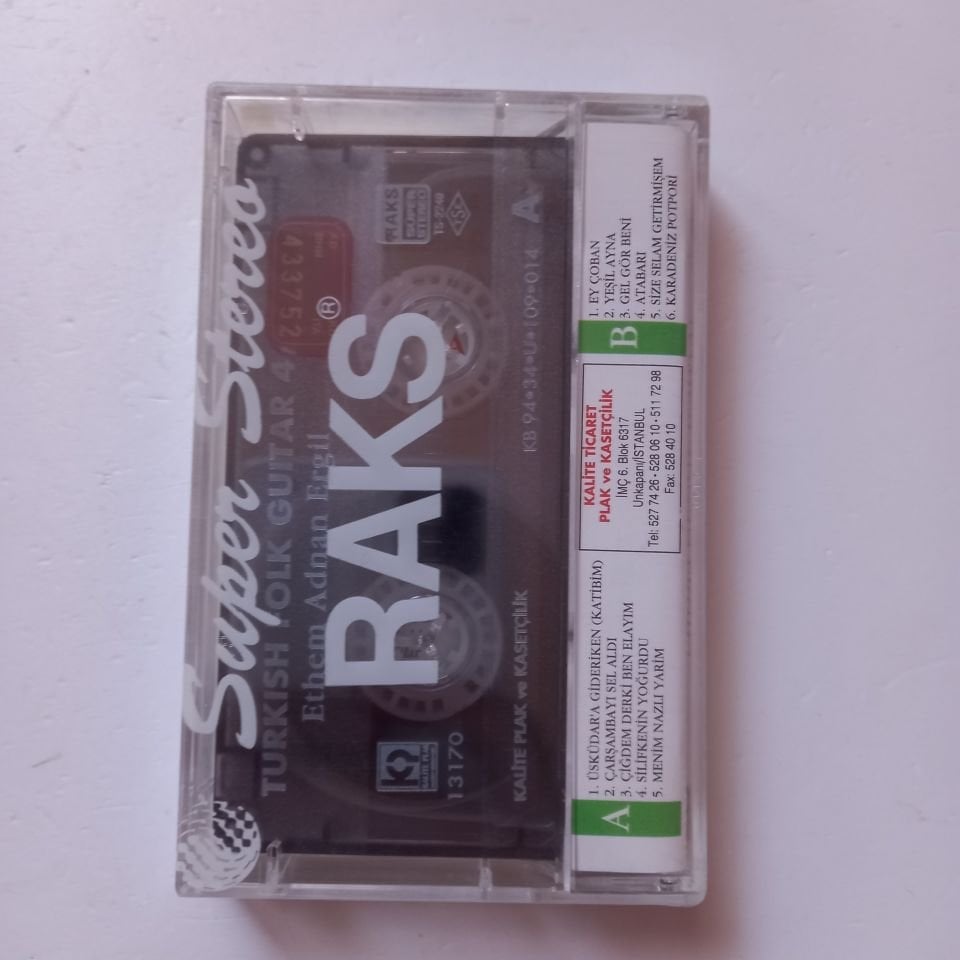 Super Stereo
RAKS
®
TURKISH FOLK GUITAR 4
Ethem Adnan Ergil
433752
RAKS
SUPER
STEREO
TS-2240
A
KB 94•34•U•109•014
13170
KALİTE PLAK ve KASETÇİLİK
A
1. ÜSKÜDAR'A GİDERİKEN (KATİBİM)
2. ÇARŞAMBAYI SEL ALDI
3. ÇİĞDEM DERKİ BEN ELAYIM
4. SİLİFKENİN YOĞURDU
5. MENİM NAZLI YARİM
KALİTE TİCARET
PLAK ve KASETÇİLİK
İMÇ 6. Blok 6317
Unkapanı/İSTANBUL
Tel: 527 74 26 - 528 06 10 - 511 72 98
Fax: 528 40 10
B
1. EY ÇOBAN
2. YEŞİL AYNA
3. GEL GÖR BENİ
4. ATABARI
5. SİZE SELAM GETİRMİŞEM
6. KARADENİZ POTPORİ